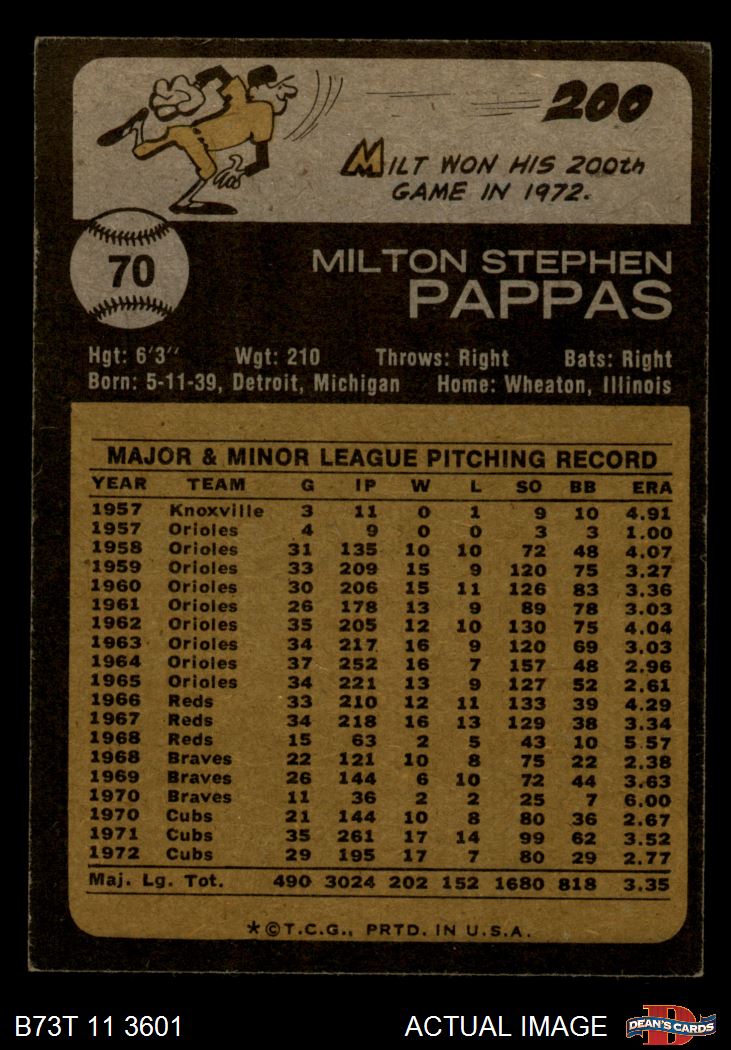 200
MILT WON HIS 200th
GAME IN 1972.
70
MILTON STEPHEN
PAPPAS
Hgt: 6'3" Wgt: 210 Throws: Right Bats: Right
Born: 5-11-39, Detroit, Michigan Home: Wheaton, Illinois
MAJOR & MINOR LEAGUE PITCHING RECORD
YEAR TEAM G IP W L SO BB ERA
1957 Knoxville 3 11 0 1 9 10 4.91
1957 Orioles 4 9 0 0 3 3 1.00
1958 Orioles 31 135 10 10 72 48 4.07
1959 Orioles 33 209 15 9 120 75 3.27
1960 Orioles 30 206 15 11 126 83 3.36
1961 Orioles 26 178 13 9 89 78 3.03
1962 Orioles 35 205 12 10 130 75 4.04
1963 Orioles 34 217 16 9 120 69 3.03
1964 Orioles 37 252 16 7 157 48 2.96
1965 Orioles 34 221 13 9 127 52 2.61
1966 Reds 33 210 12 11 133 39 4.29
1967 Reds 34 218 16 13 129 38 3.34
1968 Reds 15 63 2 5 43 10 5.57
1968 Braves 22 121 10 8 75 22 2.38
1969 Braves 26 144 6 10 72 44 3.63
1970 Braves 11 36 2 2 25 7 6.00
1970 Cubs 21 144 10 8 80 36 2.67
1971 Cubs 35 261 17 14 99 62 3.52
1972 Cubs 29 195 17 7 80 29 2.77
Maj. Lg. Tot. 490 3024 202 152 1680 818 3.35
*©T.C.G., PRTD. IN U.S.A.
B73T 11 3601 ACTUAL IMAGE D DEAN'S CARDS